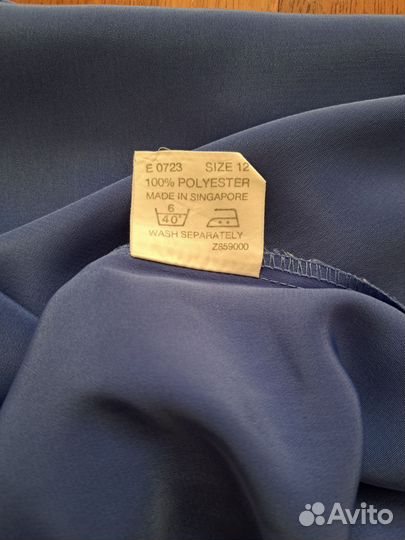 E 0723 SIZE 12
100% POLYESTER
MADE IN SINGAPORE
6
40°
WASH SEPARATELY
Z859000
Avito